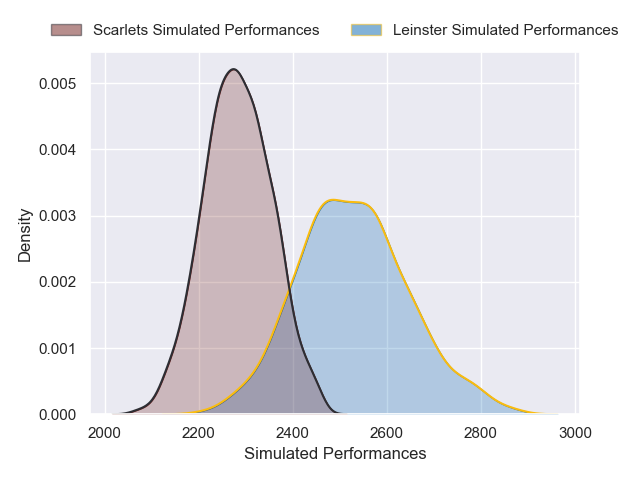 Scarlets Simulated Performances Leinster Simulated Performances
0.005
0.004
0.003
0.002
0.001
0.000
Density
2000 2200 2400 2600 2800 3000
Simulated Performances